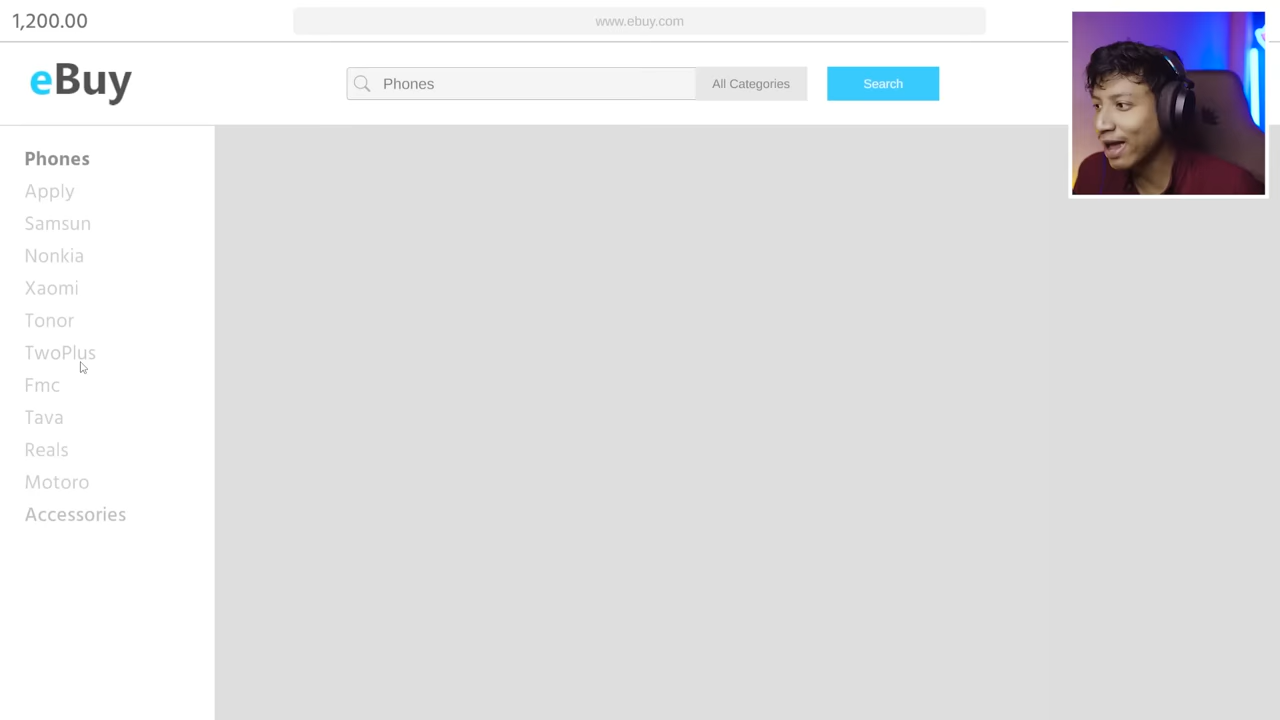 1,200.00
www.ebuy.com
eBuy
Phones
All Categories
Search
Phones
Apply
Samsun
Nonkia
Xaomi
Tonor
TwoPlus
Fmc
Tava
Reals
Motoro
Accessories